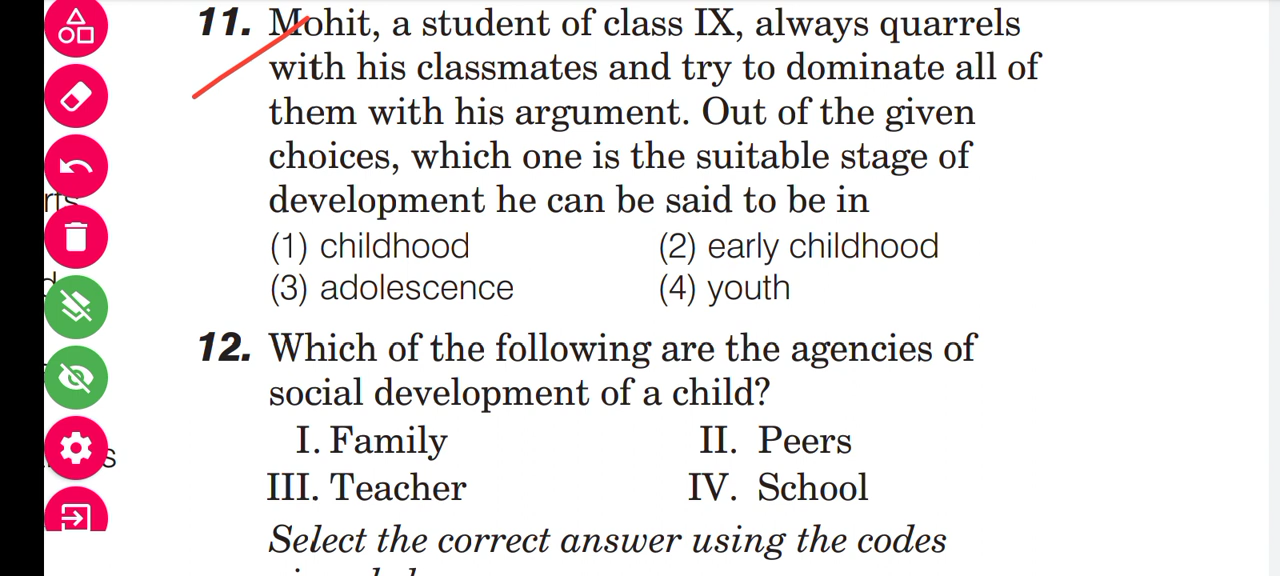 11. Mohit, a student of class IX, always quarrels
with his classmates and try to dominate all of
them with his argument. Out of the given
choices, which one is the suitable stage of
development he can be said to be in
(1) childhood (2) early childhood
(3) adolescence (4) youth
12. Which of the following are the agencies of
social development of a child?
I. Family II. Peers
III. Teacher IV. School
Select the correct answer using the codes